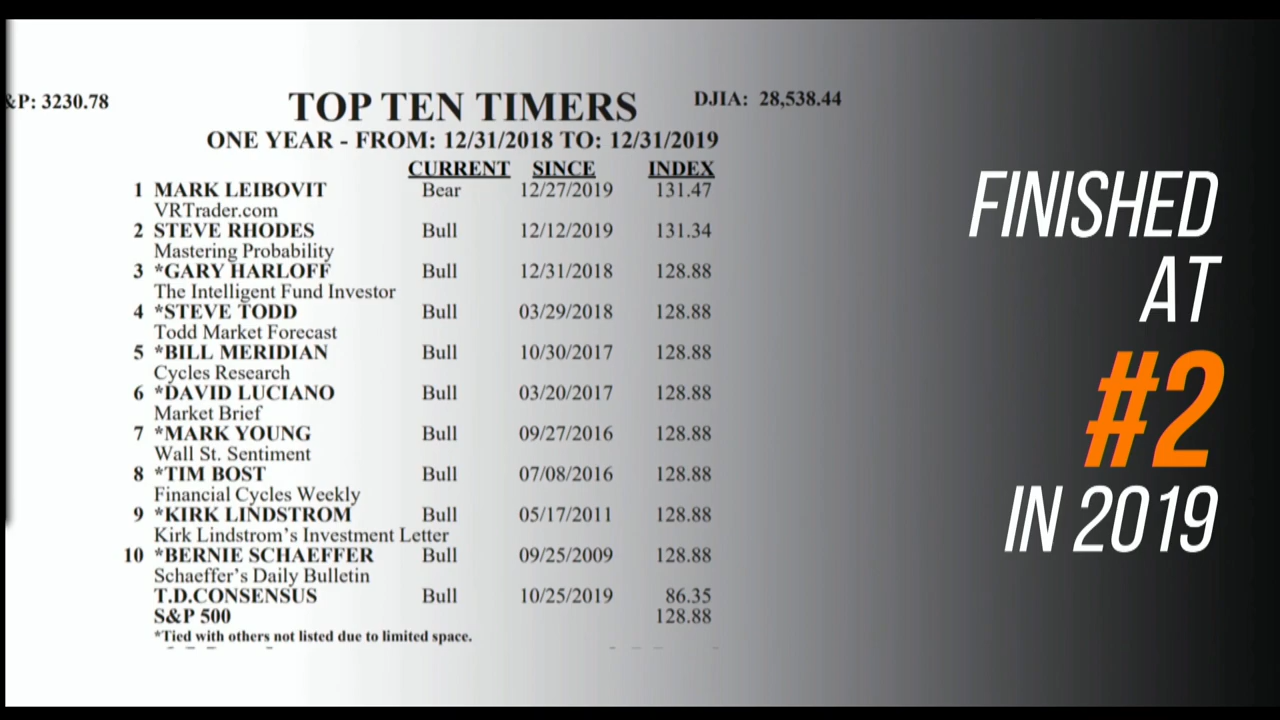 &P: 3230.78
TOP TEN TIMERS
DJIA: 28,538.44
ONE YEAR - FROM: 12/31/2018 TO: 12/31/2019
CURRENT SINCE INDEX
1 MARK LEIBOVIT Bear 12/27/2019 131.47
VRTrader.com
2 STEVE RHODES Bull 12/12/2019 131.34
Mastering Probability
3 *GARY HARLOFF Bull 12/31/2018 128.88
The Intelligent Fund Investor
4 *STEVE TODD Bull 03/29/2018 128.88
Todd Market Forecast
5 *BILL MERIDIAN Bull 10/30/2017 128.88
Cycles Research
6 *DAVID LUCIANO Bull 03/20/2017 128.88
Market Brief
7 *MARK YOUNG Bull 09/27/2016 128.88
Wall St. Sentiment
8 *TIM BOST Bull 07/08/2016 128.88
Financial Cycles Weekly
9 *KIRK LINDSTROM Bull 05/17/2011 128.88
Kirk Lindstrom's Investment Letter
10 *BERNIE SCHAEFFER Bull 09/25/2009 128.88
Schaeffer's Daily Bulletin
T.D.CONSENSUS Bull 10/25/2019 86.35
S&P 500 128.88
*Tied with others not listed due to limited space.
FINISHED
AT
#2
IN 2019